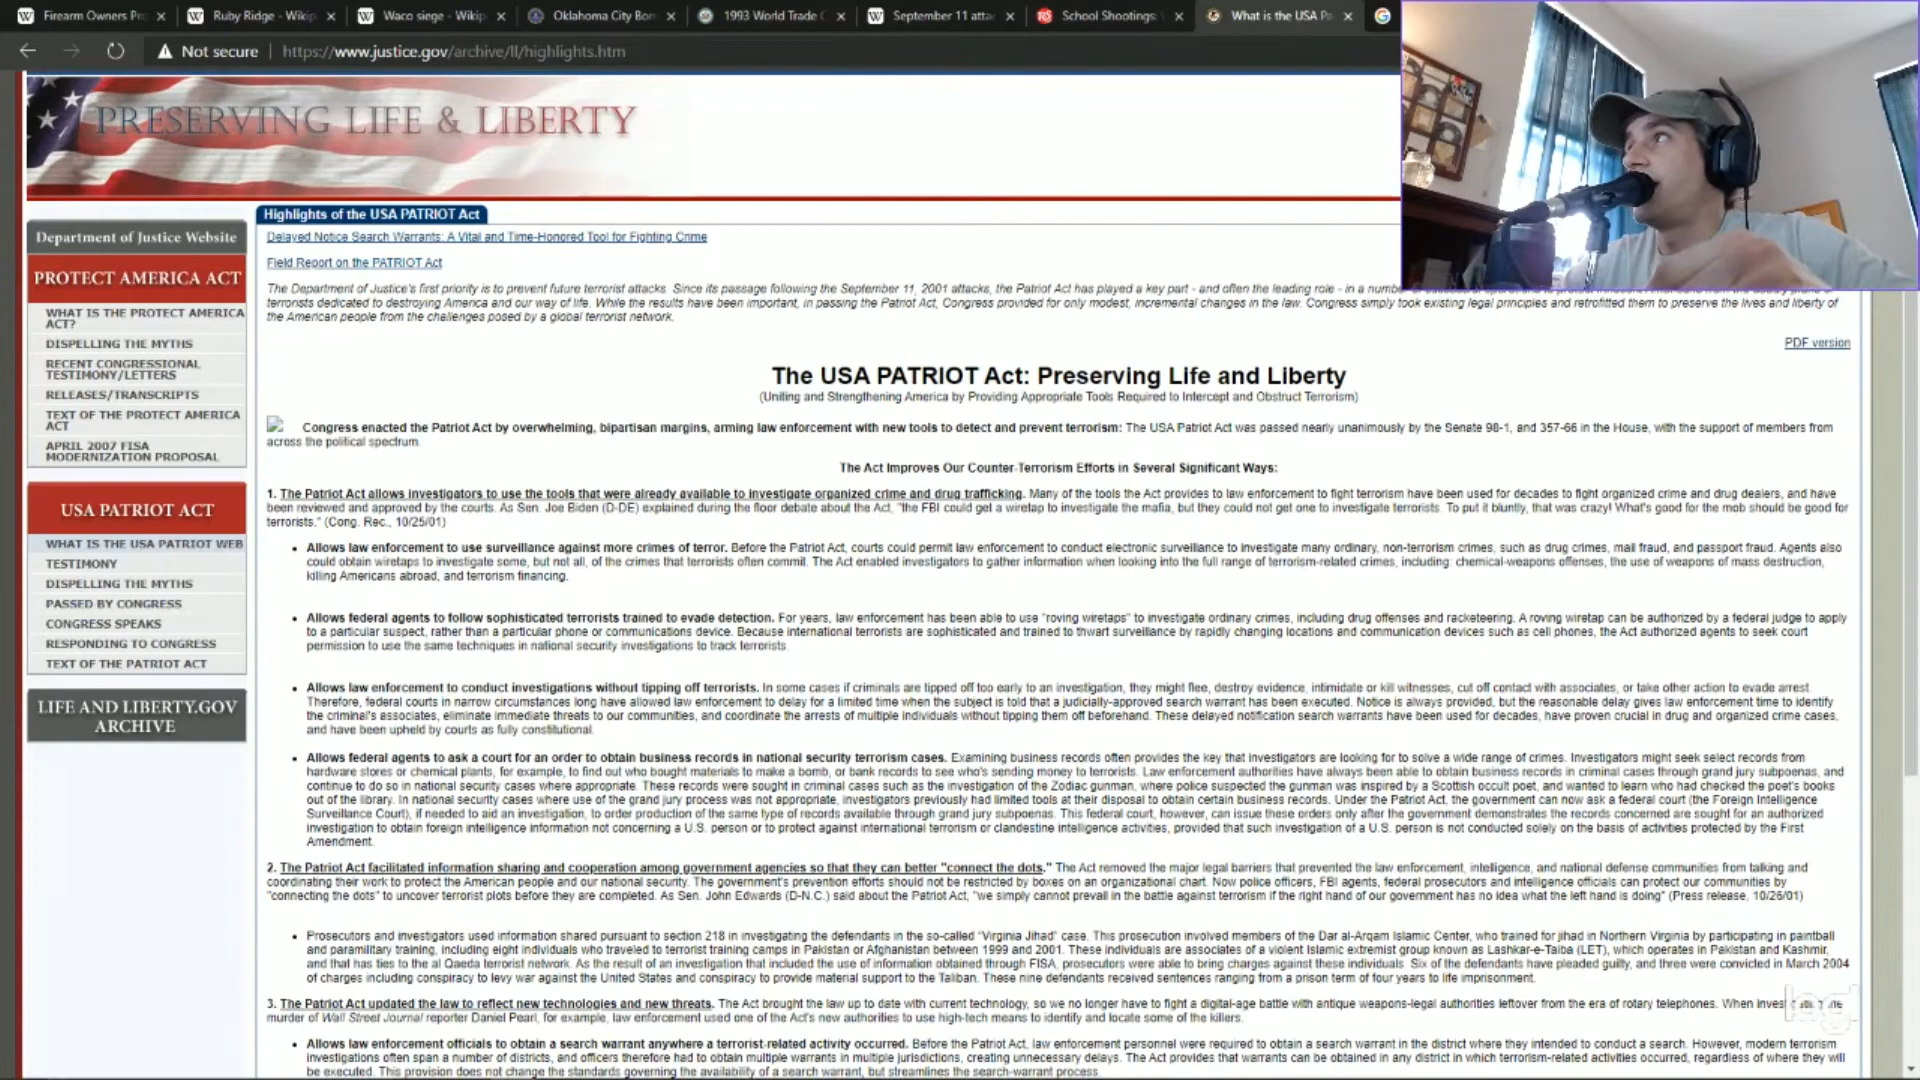 Firearm Owners Pr
Ruby Ridge - Wikip
Waco siege - Wikip
Oklahoma City Bom
1993 World Trade C
September 11 atta
School Shootings:
What is the USA Pa
Not secure
https://www.justice.gov/archive/ll/highlights.htm
PRESERVING LIFE & LIBERTY
Department of Justice Website
PROTECT AMERICA ACT
WHAT IS THE PROTECT AMERICA
ACT?
DISPELLING THE MYTHS
RECENT CONGRESSIONAL
TESTIMONY/LETTERS
RELEASES/TRANSCRIPTS
TEXT OF THE PROTECT AMERICA
ACT
APRIL 2007 FISA
MODERNIZATION PROPOSAL
USA PATRIOT ACT
WHAT IS THE USA PATRIOT WEB
TESTIMONY
DISPELLING THE MYTHS
PASSED BY CONGRESS
CONGRESS SPEAKS
RESPONDING TO CONGRESS
TEXT OF THE PATRIOT ACT
LIFE AND LIBERTY.GOV
ARCHIVE
Highlights of the USA PATRIOT Act
Delayed Notice Search Warrants: A Vital and Time-Honored Tool for Fighting Crime
Field Report on the PATRIOT Act
The Department of Justice's first priority is to prevent future terrorist attacks. Since its passage following the September 11, 2001 attacks, the Patriot Act has played a key part - and often the leading role - in a number
terrorists dedicated to destroying America and our way of life. While the results have been important, in passing the Patriot Act, Congress provided for only modest, incremental changes in the law. Congress simply took existing legal principles and retrofitted them to preserve the lives and liberty of
the American people from the challenges posed by a global terrorist network.
PDF version
The USA PATRIOT Act: Preserving Life and Liberty
(Uniting and Strengthening America by Providing Appropriate Tools Required to Intercept and Obstruct Terrorism)
Congress enacted the Patriot Act by overwhelming, bipartisan margins, arming law enforcement with new tools to detect and prevent terrorism: The USA Patriot Act was passed nearly unanimously by the Senate 98-1, and 357-66 in the House, with the support of members from
across the political spectrum.
The Act Improves Our Counter-Terrorism Efforts in Several Significant Ways:
1. The Patriot Act allows investigators to use the tools that were already available to investigate organized crime and drug trafficking. Many of the tools the Act provides to law enforcement to fight terrorism have been used for decades to fight organized crime and drug dealers, and have
been reviewed and approved by the courts. As Sen. Joe Biden (D-DE) explained during the floor debate about the Act, "the FBI could get a wiretap to investigate the mafia, but they could not get one to investigate terrorists. To put it bluntly, that was crazy! What's good for the mob should be good for
terrorists." (Cong. Rec., 10/25/01)
• Allows law enforcement to use surveillance against more crimes of terror. Before the Patriot Act, courts could permit law enforcement to conduct electronic surveillance to investigate many ordinary, non-terrorism crimes, such as drug crimes, mail fraud, and passport fraud. Agents also
could obtain wiretaps to investigate some, but not all, of the crimes that terrorists often commit. The Act enabled investigators to gather information when looking into the full range of terrorism-related crimes, including: chemical-weapons offenses, the use of weapons of mass destruction,
killing Americans abroad, and terrorism financing.
• Allows federal agents to follow sophisticated terrorists trained to evade detection. For years, law enforcement has been able to use "roving wiretaps" to investigate ordinary crimes, including drug offenses and racketeering. A roving wiretap can be authorized by a federal judge to apply
to a particular suspect, rather than a particular phone or communications device. Because international terrorists are sophisticated and trained to thwart surveillance by rapidly changing locations and communication devices such as cell phones, the Act authorized agents to seek court
permission to use the same techniques in national security investigations to track terrorists.
• Allows law enforcement to conduct investigations without tipping off terrorists. In some cases if criminals are tipped off too early to an investigation, they might flee, destroy evidence, intimidate or kill witnesses, cut off contact with associates, or take other action to evade arrest.
Therefore, federal courts in narrow circumstances long have allowed law enforcement to delay for a limited time when the subject is told that a judicially-approved search warrant has been executed. Notice is always provided, but the reasonable delay gives law enforcement time to identify
the criminal's associates, eliminate immediate threats to our communities, and coordinate the arrests of multiple individuals without tipping them off beforehand. These delayed notification search warrants have been used for decades, have proven crucial in drug and organized crime cases,
and have been upheld by courts as fully constitutional.
• Allows federal agents to ask a court for an order to obtain business records in national security terrorism cases. Examining business records often provides the key that investigators are looking for to solve a wide range of crimes. Investigators might seek select records from
hardware stores or chemical plants, for example, to find out who bought materials to make a bomb, or bank records to see who's sending money to terrorists. Law enforcement authorities have always been able to obtain business records in criminal cases through grand jury subpoenas, and
continue to do so in national security cases where appropriate. These records were sought in criminal cases such as the investigation of the Zodiac gunman, where police suspected the gunman was inspired by a Scottish occult poet, and wanted to learn who had checked the poet's books
out of the library. In national security cases where use of the grand jury process was not appropriate, investigators previously had limited tools at their disposal to obtain certain business records. Under the Patriot Act, the government can now ask a federal court (the Foreign Intelligence
Surveillance Court), if needed to aid an investigation, to order production of the same type of records available through grand jury subpoenas. This federal court, however, can issue these orders only after the government demonstrates the records concerned are sought for an authorized
investigation to obtain foreign intelligence information not concerning a U.S. person or to protect against international terrorism or clandestine intelligence activities, provided that such investigation of a U.S. person is not conducted solely on the basis of activities protected by the First
Amendment.
2. The Patriot Act facilitated information sharing and cooperation among government agencies so that they can better "connect the dots." The Act removed the major legal barriers that prevented the law enforcement, intelligence, and national defense communities from talking and
coordinating their work to protect the American people and our national security. The government's prevention efforts should not be restricted by boxes on an organizational chart. Now police officers, FBI agents, federal prosecutors and intelligence officials can protect our communities by
"connecting the dots" to uncover terrorist plots before they are completed. As Sen. John Edwards (D-N.C.) said about the Patriot Act, "we simply cannot prevail in the battle against terrorism if the right hand of our government has no idea what the left hand is doing" (Press release, 10/26/01)
• Prosecutors and investigators used information shared pursuant to section 218 in investigating the defendants in the so-called "Virginia Jihad" case. This prosecution involved members of the Dar al-Arqam Islamic Center, who trained for jihad in Northern Virginia by participating in paintball
and paramilitary training, including eight individuals who traveled to terrorist training camps in Pakistan or Afghanistan between 1999 and 2001. These individuals are associates of a violent Islamic extremist group known as Lashkar-e-Taiba (LET), which operates in Pakistan and Kashmir,
and that has ties to the al Qaeda terrorist network. As the result of an investigation that included the use of information obtained through FISA, prosecutors were able to bring charges against these individuals. Six of the defendants have pleaded guilty, and three were convicted in March 2004
of charges including conspiracy to levy war against the United States and conspiracy to provide material support to the Taliban. These nine defendants received sentences ranging from a prison term of four years to life imprisonment.
3. The Patriot Act updated the law to reflect new technologies and new threats. The Act brought the law up to date with current technology, so we no longer have to fight a digital-age battle with antique weapons-legal authorities leftover from the era of rotary telephones. When investigating the
murder of Wall Street Journal reporter Daniel Pearl, for example, law enforcement used one of the Act's new authorities to use high-tech means to identify and locate some of the killers.
• Allows law enforcement officials to obtain a search warrant anywhere a terrorist-related activity occurred. Before the Patriot Act, law enforcement personnel were required to obtain a search warrant in the district where they intended to conduct a search. However, modern terrorism
investigations often span a number of districts, and officers therefore had to obtain multiple warrants in multiple jurisdictions, creating unnecessary delays. The Act provides that warrants can be obtained in any district in which terrorism-related activities occurred, regardless of where they will
be executed. This provision does not change the standards governing the availability of a search warrant, but streamlines the search-warrant process.